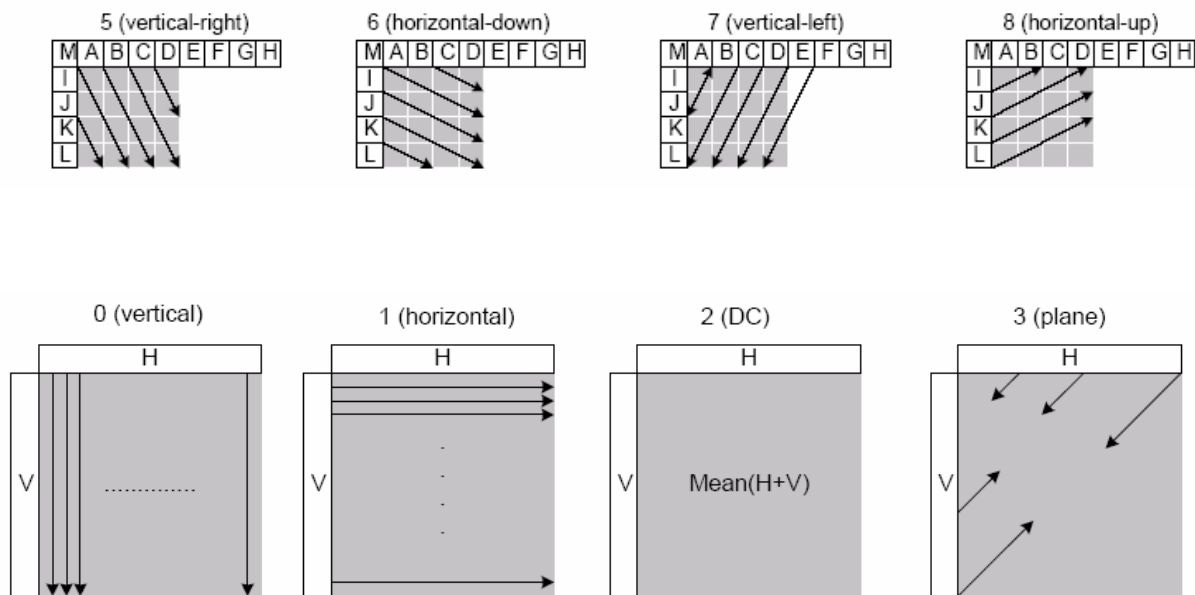 5 (vertical-right) 6 (horizontal-down) 7 (vertical-left) 8 (horizontal-up)
M A B C D E F G H M A B C D E F G H M A B C D E F G H M A B C D E F G H
I I I I
J J J J
K K K K
L L L L
0 (vertical) 1 (horizontal) 2 (DC) 3 (plane)
H H H H
V V V Mean(H+V) V